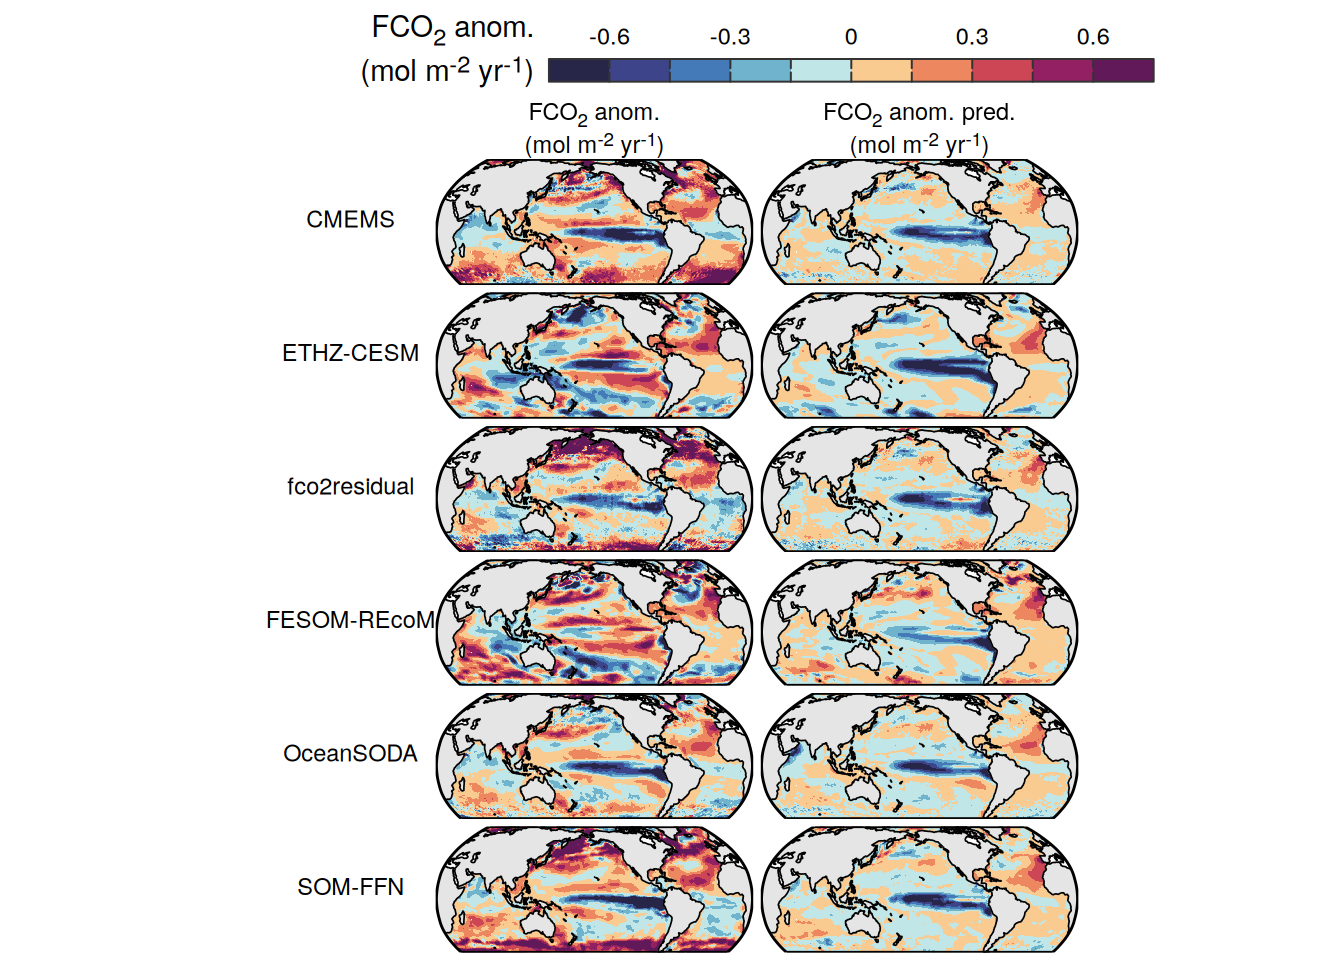 FCO₂ anom.
(mol m⁻² yr⁻¹)
-0.6 -0.3 0 0.3 0.6
FCO₂ anom. FCO₂ anom. pred.
(mol m⁻² yr⁻¹) (mol m⁻² yr⁻¹)
CMEMS
ETHZ-CESM
fco2residual
FESOM-REcoM
OceanSODA
SOM-FFN